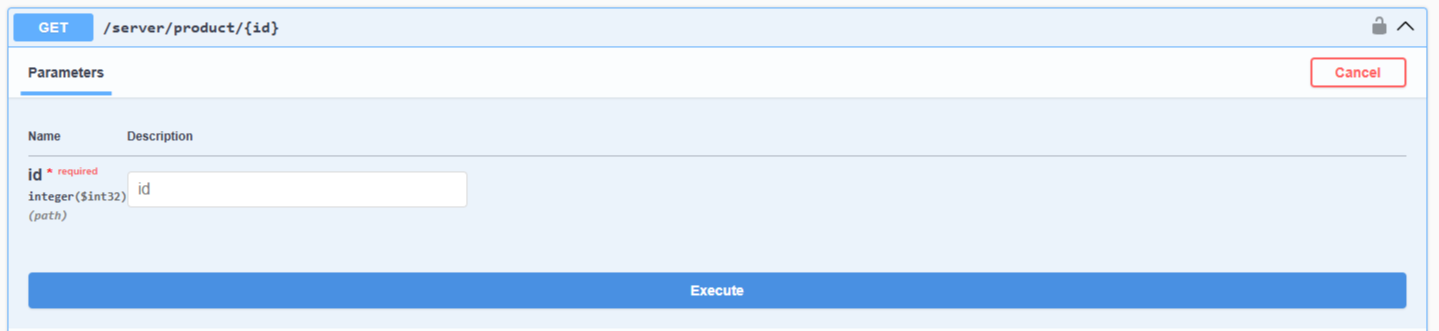 GET /server/product/{id}
Parameters Cancel
Name Description
id * required
integer($int32) id
(path)
Execute